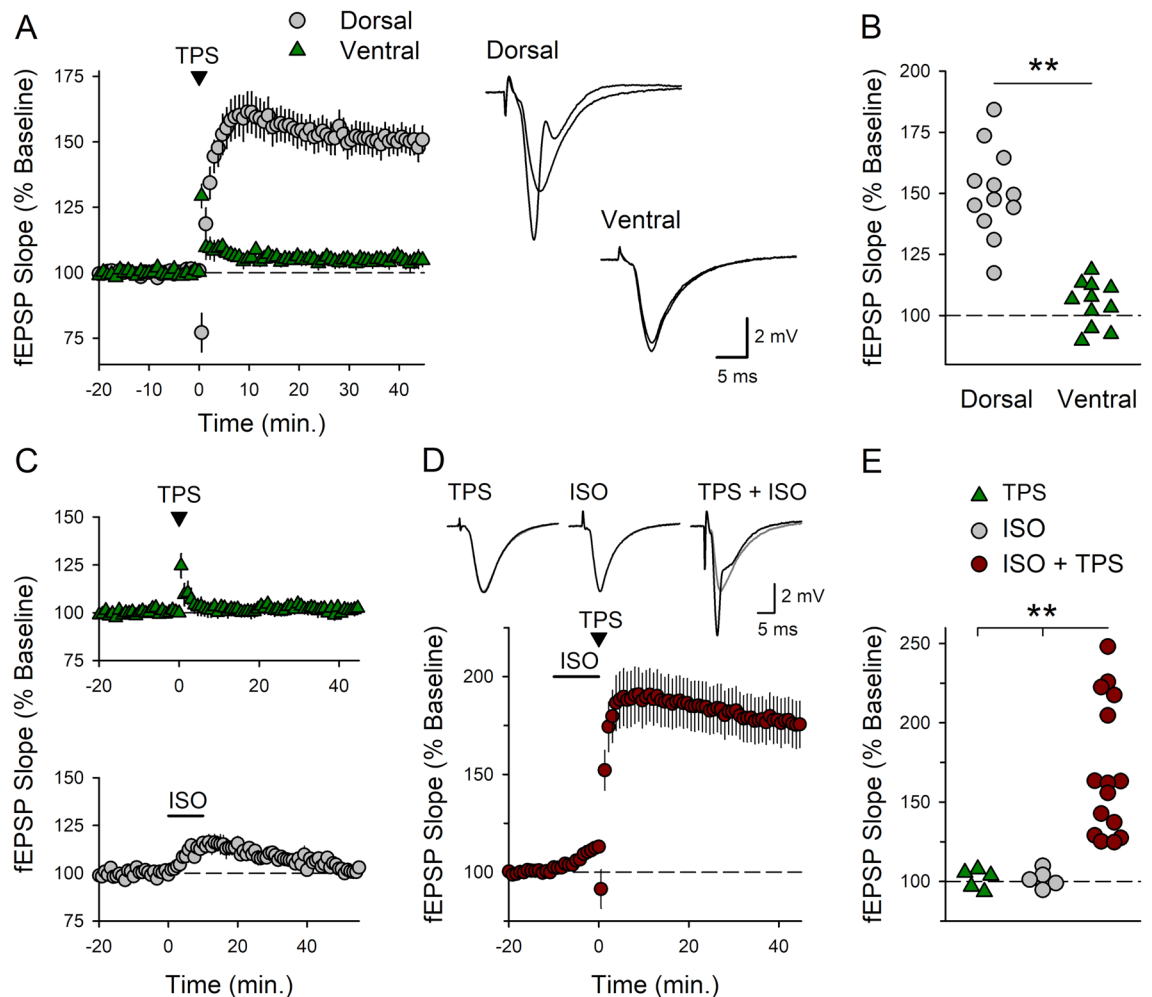 A
Dorsal
Ventral
TPS
fEPSP Slope (% Baseline)
175
150
125
100
75
-20 -10 0 10 20 30 40
Time (min.)
Dorsal
Ventral
2 mV
5 ms
B
**
fEPSP Slope (% Baseline)
200
175
150
125
100
Dorsal Ventral
C
TPS
fEPSP Slope (% Baseline)
150
125
100
75
-20 0 20 40
150
125
100
75
ISO
-20 0 20 40
Time (min.)
D
TPS ISO TPS + ISO
2 mV
5 ms
TPS
ISO
fEPSP Slope (% Baseline)
200
150
100
-20 0 20 40
Time (min.)
E
TPS
ISO
ISO + TPS
**
fEPSP Slope (% Baseline)
250
200
150
100